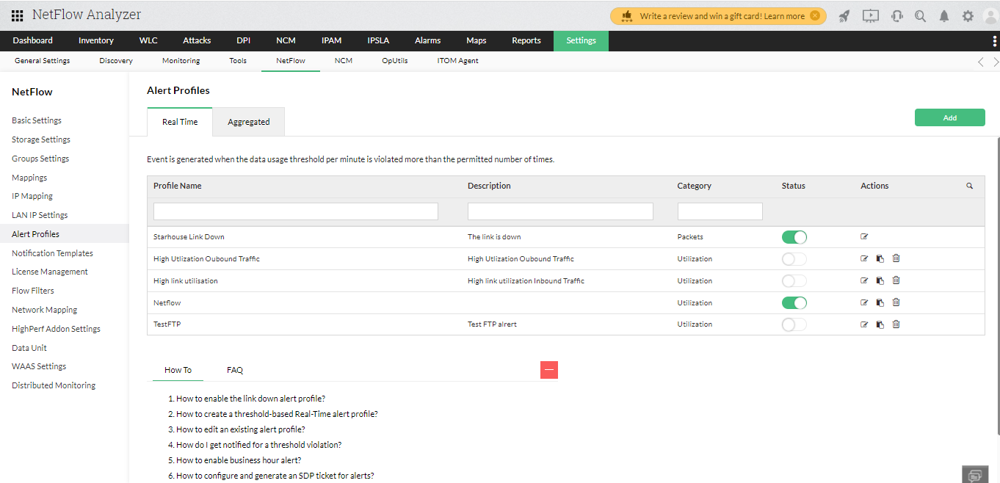 NetFlow Analyzer
Write a review and win a gift card! Learn more
Dashboard Inventory WLC Attacks DPI NCM IPAM IPSLA Alarms Maps Reports Settings
General Settings Discovery Monitoring Tools NetFlow NCM OpUtils ITOM Agent
NetFlow
Basic Settings
Storage Settings
Groups Settings
Mappings
IP Mapping
LAN IP Settings
Alert Profiles
Notification Templates
License Management
Flow Filters
Network Mapping
HighPerf Addon Settings
Data Unit
WAAS Settings
Distributed Monitoring
Alert Profiles
Real Time Aggregated
Add
Event is generated when the data usage threshold per minute is violated more than the permitted number of times.
Profile Name Description Category Status Actions
Starhouse Link Down The link is down Packets
High Utlization Oubound Traffic High Utlization Oubound Traffic Utilization
High link utilisation High link utilization Inbound Traffic Utilization
Netflow Utilization
TestFTP Test FTP alrert Utilization
How To FAQ
1. How to enable the link down alert profile?
2. How to create a threshold-based Real-Time alert profile?
3. How to edit an existing alert profile?
4. How do I get notified for a threshold violation?
5. How to enable business hour alert?
6. How to configure and generate an SDP ticket for alerts?